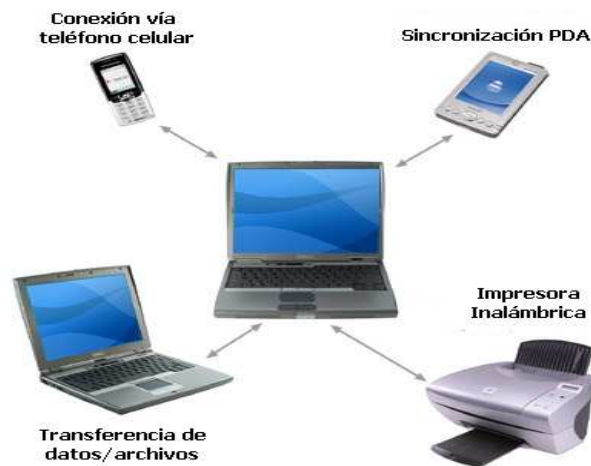 Conexión vía
teléfono celular
Sincronización PDA
Impresora
Inalámbrica
Transferencia de
datos/archivos